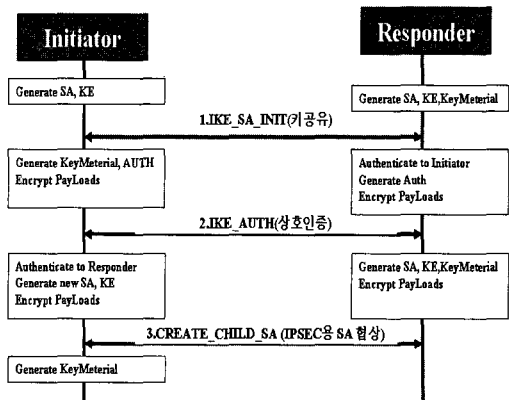 Initiator
Responder
Generate SA, KE
Generate SA, KE,KeyMeterial
1.IKE_SA_INIT(키공유)
Generate KeyMeterial, AUTH
Encrypt PayLoads
Authenticate to Initiator
Generate Auth
Encrypt PayLoads
2.IKE_AUTH(상호인증)
Authenticate to Responder
Generate new SA, KE
Encrypt PayLoads
Generate SA, KE,KeyMeterial
Encrypt PayLoads
3.CREATE_CHILD_SA (IPSEC용 SA 협상)
Generate KeyMeterial